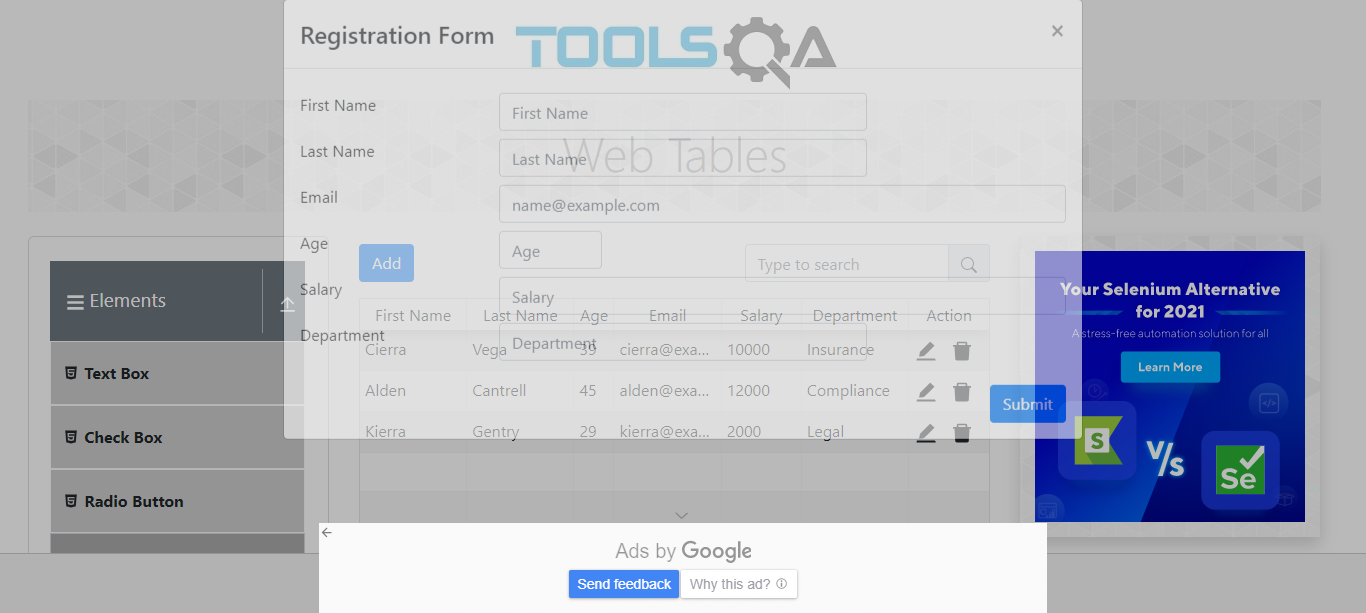 Registration Form
TOOLSQA
×
First Name
First Name
Web Tables
Last Name
Last Name
Email
name@example.com
Age
Age
Add
Type to search
Elements
Salary
Salary
First Name Last Name Age Email Salary Department Action
Department
Department
Cierra Vega 39 cierra@exa... 10000 Insurance
Alden Cantrell 45 alden@exa... 12000 Compliance
Kierra Gentry 29 kierra@exa... 2000 Legal
Submit
Text Box
Check Box
Radio Button
Your Selenium Alternative
for 2021
A stress-free automation solution for all
Learn More
S
V/s
Se
Ads by Google
Send feedback
Why this ad?